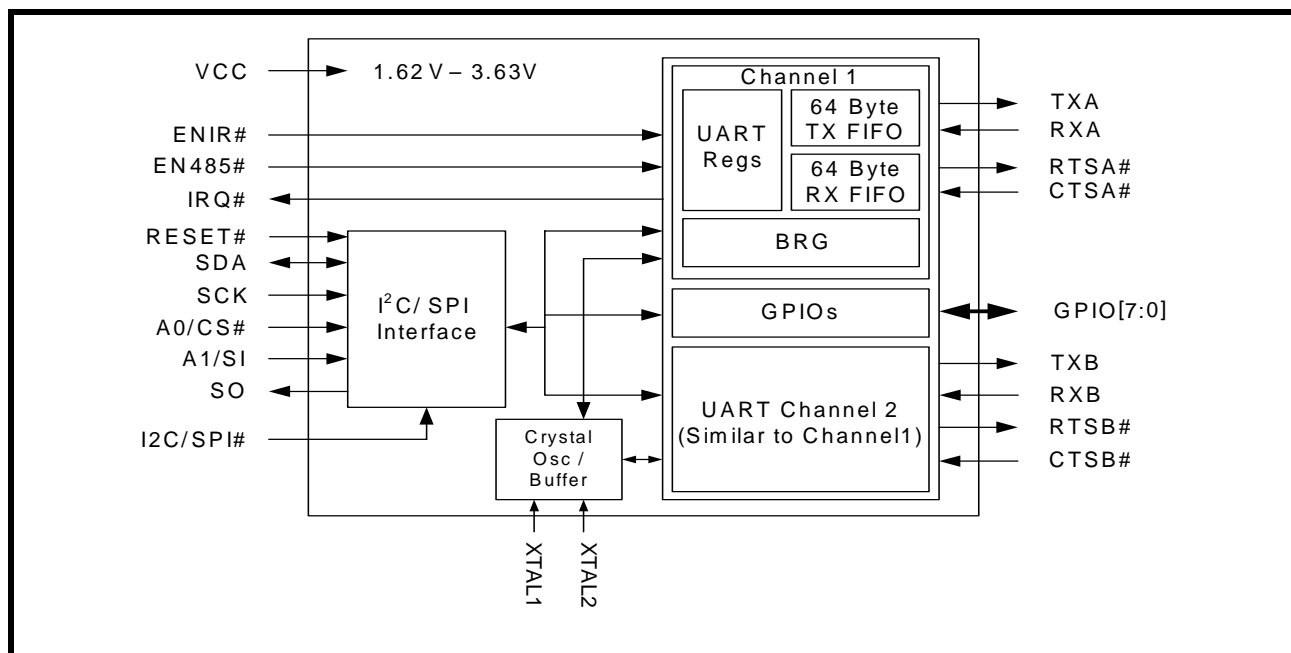 VCC
1.62V – 3.63V
ENIR#
EN485#
IRQ#
RESET#
SDA
SCK
A0/CS#
A1/SI
SO
I2C/SPI#
I²C/ SPI
Interface
Crystal
Osc /
Buffer
XTAL1
XTAL2
Channel 1
UART
Regs
64 Byte
TX FIFO
64 Byte
RX FIFO
BRG
GPIOs
UART Channel 2
(Similar to Channel1)
TXA
RXA
RTSA#
CTSA#
GPIO[7:0]
TXB
RXB
RTSB#
CTSB#